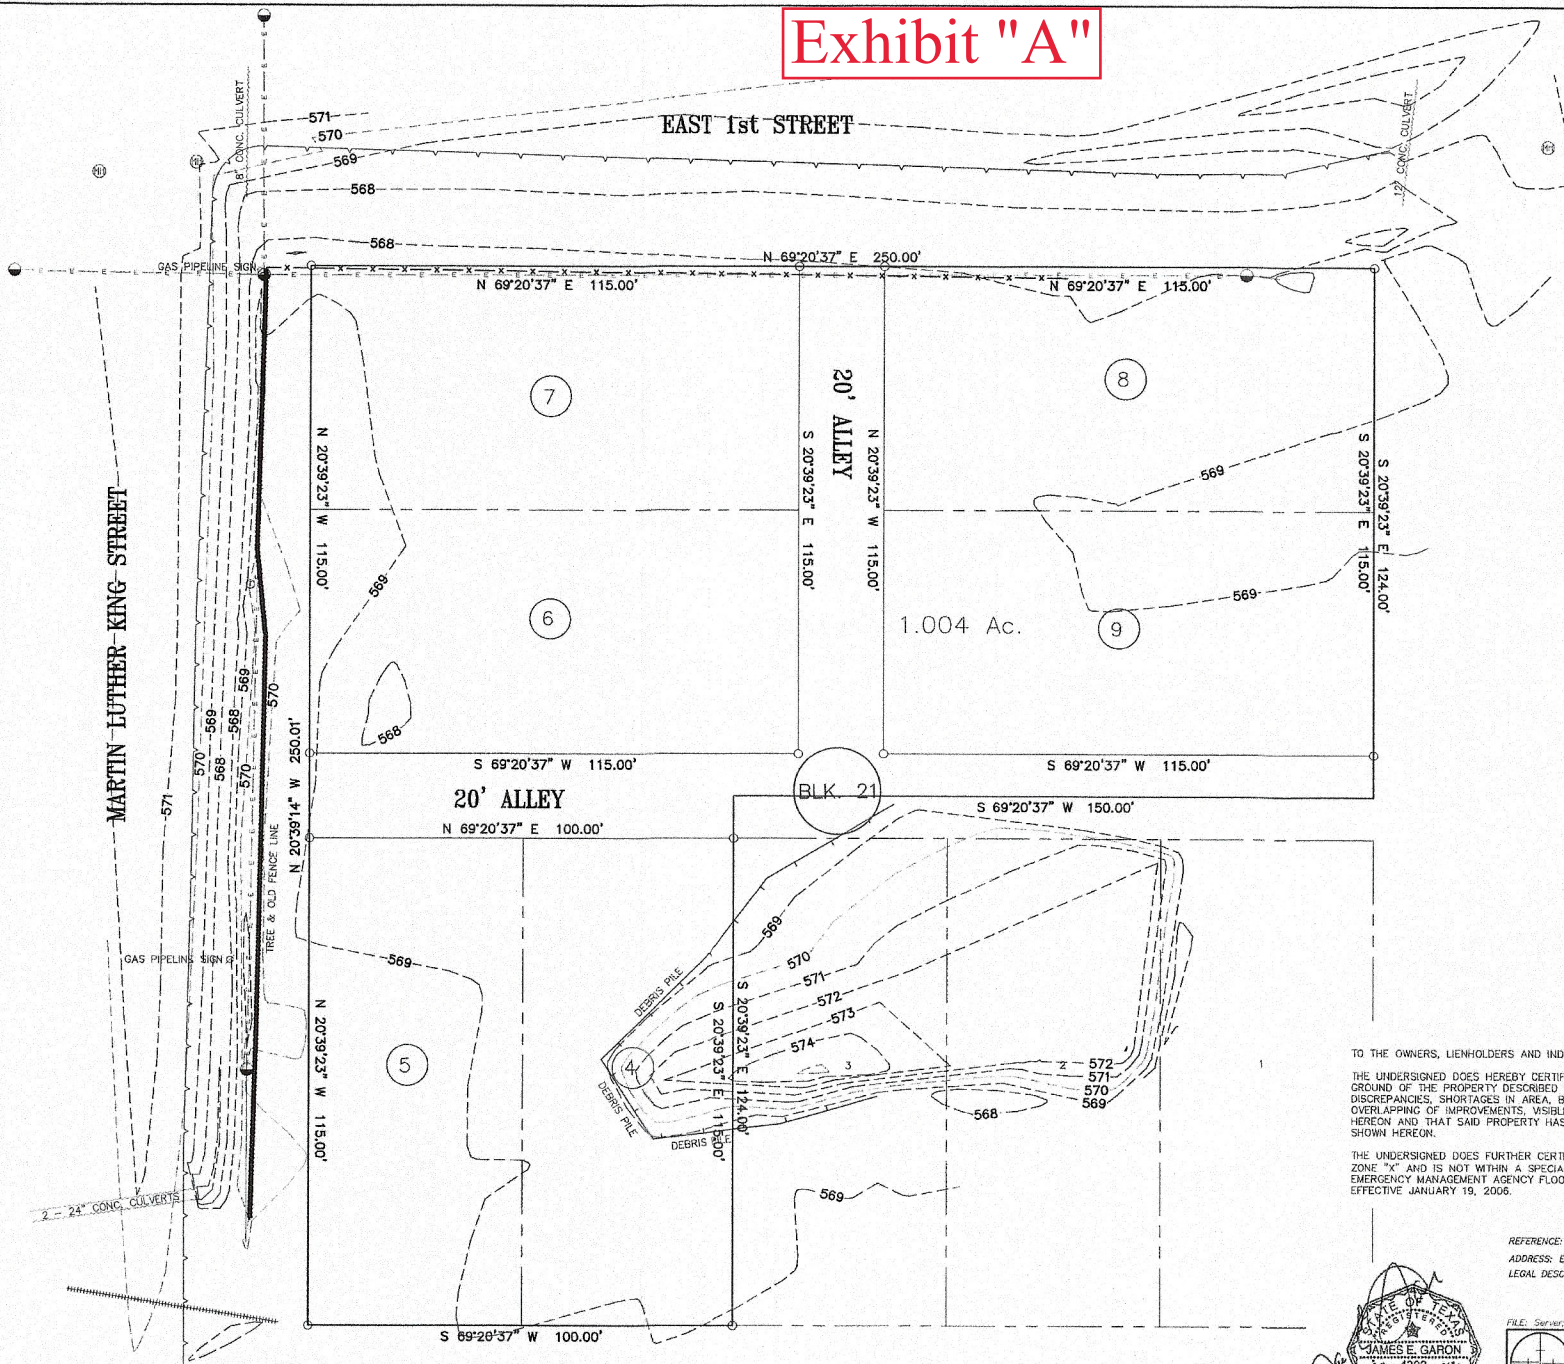 Exhibit "A"
EAST 1st STREET
571
570
569
568
568
8" CONC. CULVERT
12" CONC. CULVERT
MH
MH
MH
GAS PIPELINE SIGN
N 69°20'37" E 250.00'
N 69°20'37" E 115.00'
N 69°20'37" E 115.00'
7
8
20' ALLEY
N 20°39'23" W 115.00'
S 20°39'23" E 115.00'
N 20°39'23" W 115.00'
S 20°39'23" E 115.00'
S 20°39'23" E 124.00'
569
569
569
6
1.004 Ac.
9
MARTIN LUTHER KING STREET
569
570
569
568
570
568
570
571
568
N 20°39'14" W 250.01'
S 69°20'37" W 115.00'
S 69°20'37" W 115.00'
20' ALLEY
BLK. 21
S 69°20'37" W 150.00'
N 69°20'37" E 100.00'
TREE & OLD FENCE LINE
GAS PIPELINE SIGN
569
569
570
571
572
573
574
DEBRIS PILE
DEBRIS PILE
DEBRIS
N 20°39'23" W 115.00'
S 20°39'23" E 115.00'
S 20°39'23" E 124.00'
5
4
3
2
1
572
571
570
569
568
569
2 - 24" CONC. CULVERTS
S 69°20'37" W 100.00'
TO THE OWNERS, LIENHOLDERS AND IND
THE UNDERSIGNED DOES HEREBY CERTIF
GROUND OF THE PROPERTY DESCRIBED
DISCREPANCIES, SHORTAGES IN AREA, B
OVERLAPPING OF IMPROVEMENTS, VISIBL
HEREON AND THAT SAID PROPERTY HAS
SHOWN HEREON.
THE UNDERSIGNED DOES FURTHER CERTI
ZONE "X" AND IS NOT WITHIN A SPECIA
EMERGENCY MANAGEMENT AGENCY FLOO
EFFECTIVE JANUARY 19, 2006.
REFERENCE:
ADDRESS: E
LEGAL DESC
FILE: Server:
STATE OF TEXAS
REGISTERED
JAMES E. GARON